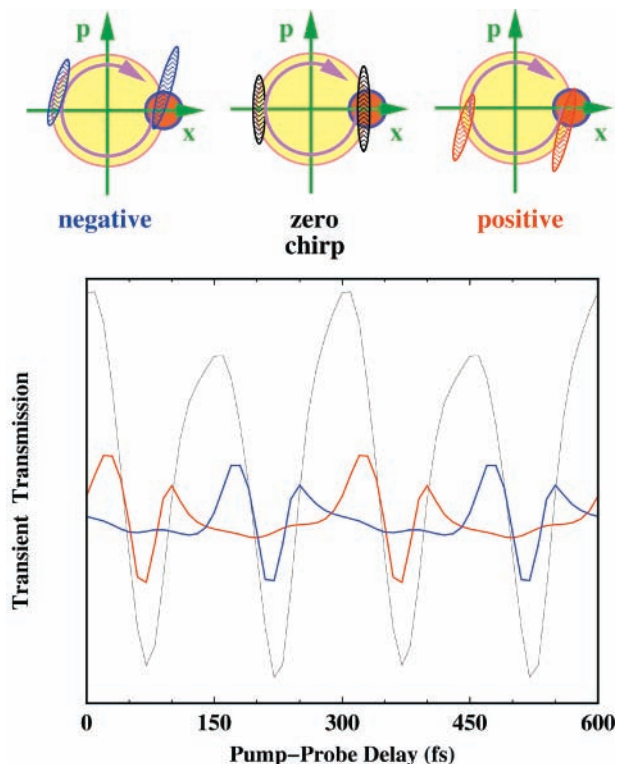 p p p
x x x
negative zero positive
chirp
Transient Transmission
0 150 300 450 600
Pump-Probe Delay (fs)